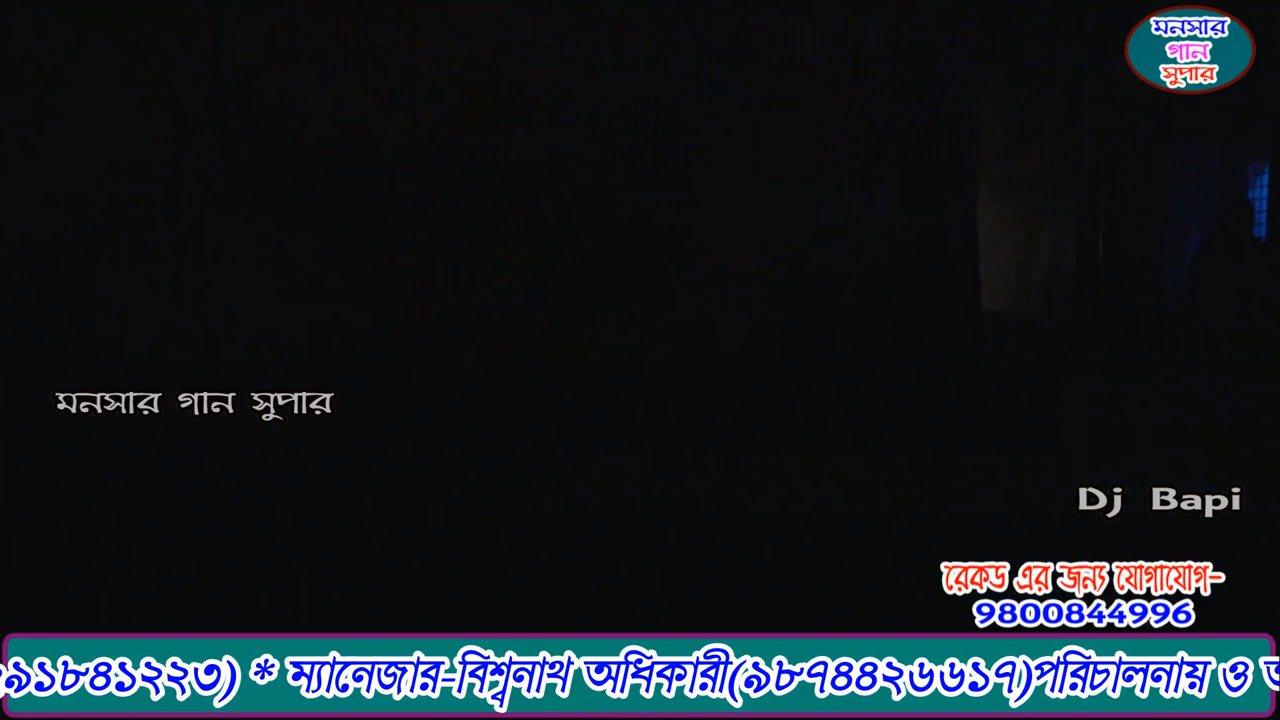 মনসার
গান
সুপার
মনসার গান সুপার
Dj Bapi
রেকড এর জন্য যোগাযোগ-
9800844996
৯১৮৪১২২৩) * ম্যানেজার-বিশ্বনাথ অধিকারী(৯৮৭৪৪২৬৬১৭)পরিচালনায় ও